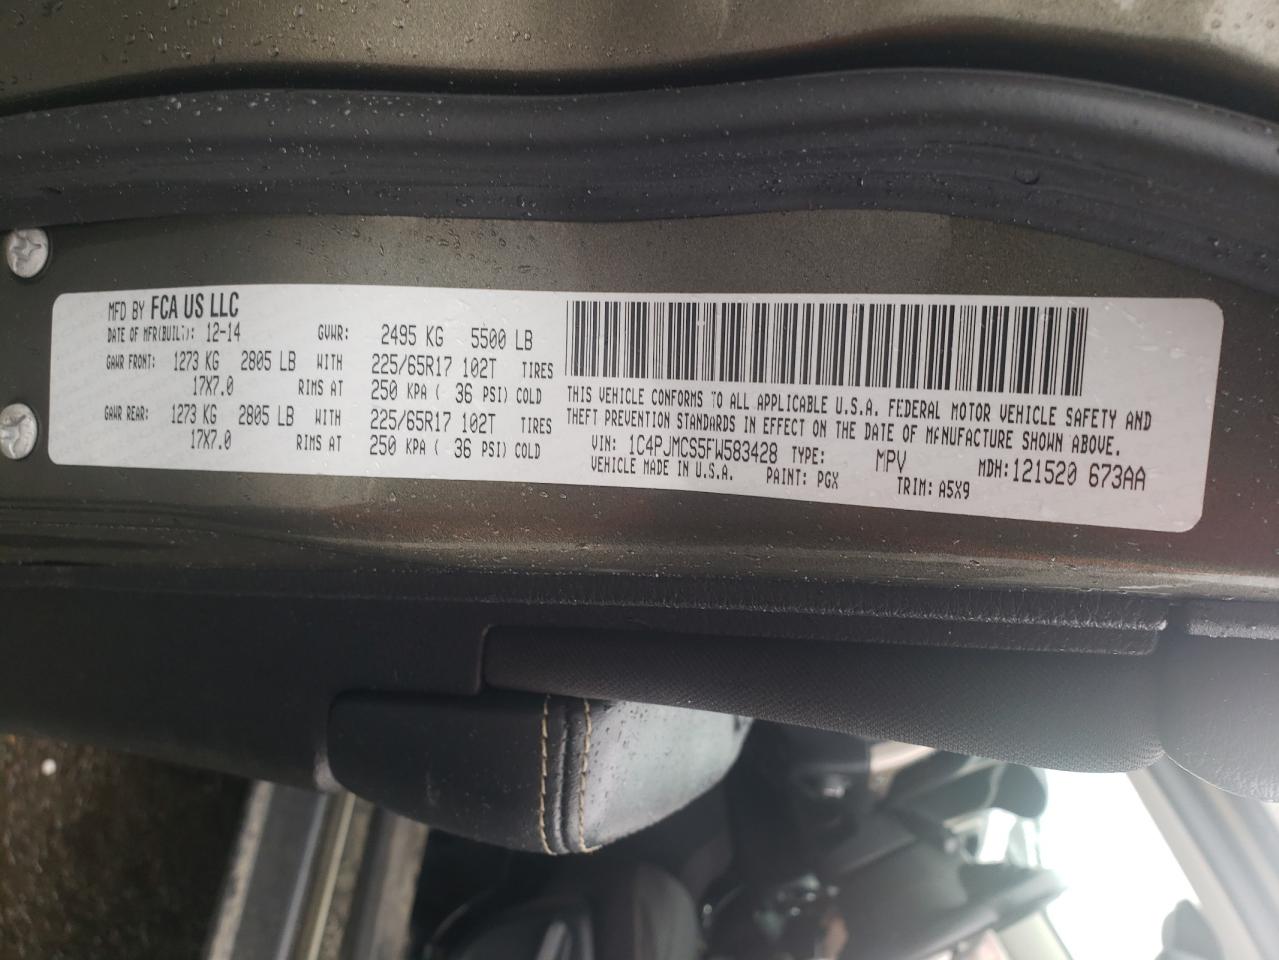 MFD BY FCA US LLC
DATE OF MFR(BUILT): 12-14 GVWR: 2495 KG 5500 LB
GAWR FRONT: 1273 KG 2805 LB WITH 225/65R17 102T TIRES
17X7.0 RIMS AT 250 KPA ( 36 PSI) COLD
GAWR REAR: 1273 KG 2805 LB WITH 225/65R17 102T TIRES
17X7.0 RIMS AT 250 KPA ( 36 PSI) COLD
THIS VEHICLE CONFORMS TO ALL APPLICABLE U.S.A. FEDERAL MOTOR VEHICLE SAFETY AND
THEFT PREVENTION STANDARDS IN EFFECT ON THE DATE OF MANUFACTURE SHOWN ABOVE.
VIN: 1C4PJMCS5FW583428 TYPE: MPV MDH:121520 673AA
VEHICLE MADE IN U.S.A. PAINT: PGX TRIM: A5X9